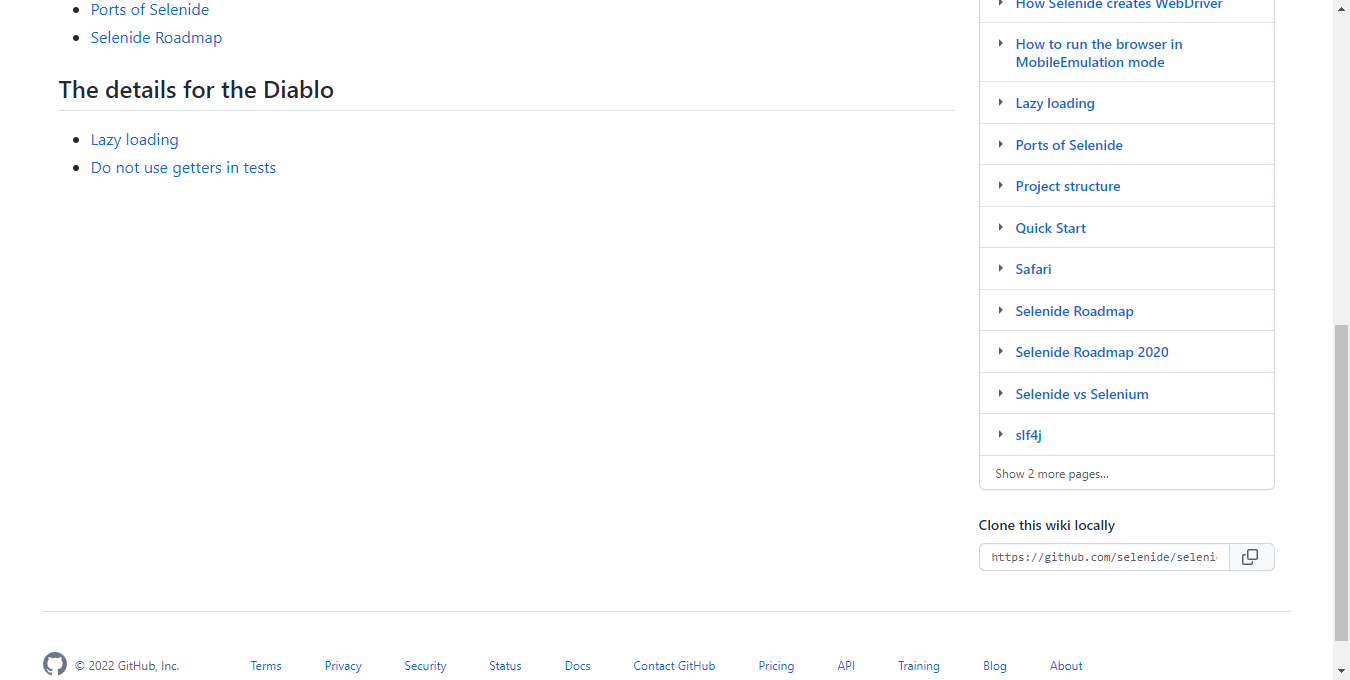 Ports of Selenide
Selenide Roadmap
The details for the Diablo
Lazy loading
Do not use getters in tests
How Selenide creates WebDriver
How to run the browser in
MobileEmulation mode
Lazy loading
Ports of Selenide
Project structure
Quick Start
Safari
Selenide Roadmap
Selenide Roadmap 2020
Selenide vs Selenium
slf4j
Show 2 more pages...
Clone this wiki locally
https://github.com/selenide/seleni
© 2022 GitHub, Inc. Terms Privacy Security Status Docs Contact GitHub Pricing API Training Blog About